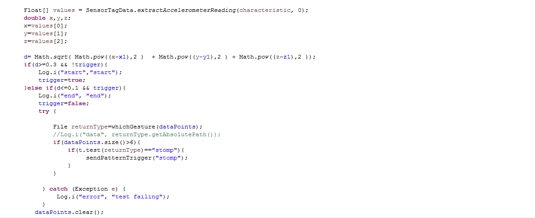 Float[] values = SensorTagData.extractAccelerometerReading(characteristic, 0);
double x,y,z;
x=values[0];
y=values[1];
z=values[2];
d= Math.sqrt( Math.pow((x-x1),2 ) + Math.pow((y-y1),2 ) + Math.pow((z-z1),2 ));
if(d>=0.3 && !trigger){
Log.i("start","start");
trigger=true;
}else if(d<=0.1 && trigger){
Log.i("end", "end");
trigger=false;
try {
File returnType=whichGesture(dataPoints);
//Log.i("data", returnType.getAbsolutePath());
if(dataPoints.size()>4){
if(t.test(returnType)=="stomp"){
sendPatternTrigger("stomp");
}
}
} catch (Exception e) {
Log.i("error", "test failing");
}
dataPoints.clear();